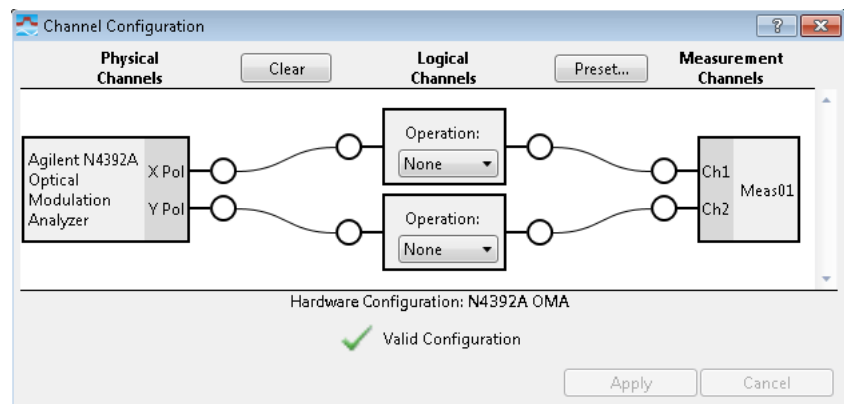 Channel Configuration
Physical
Channels
Clear
Logical
Channels
Preset...
Measurement
Channels
Agilent N4392A
Optical
Modulation
Analyzer
X Pol
Y Pol
Operation:
None
Operation:
None
Ch1
Ch2
Meas01
Hardware Configuration: N4392A OMA
Valid Configuration
Apply
Cancel